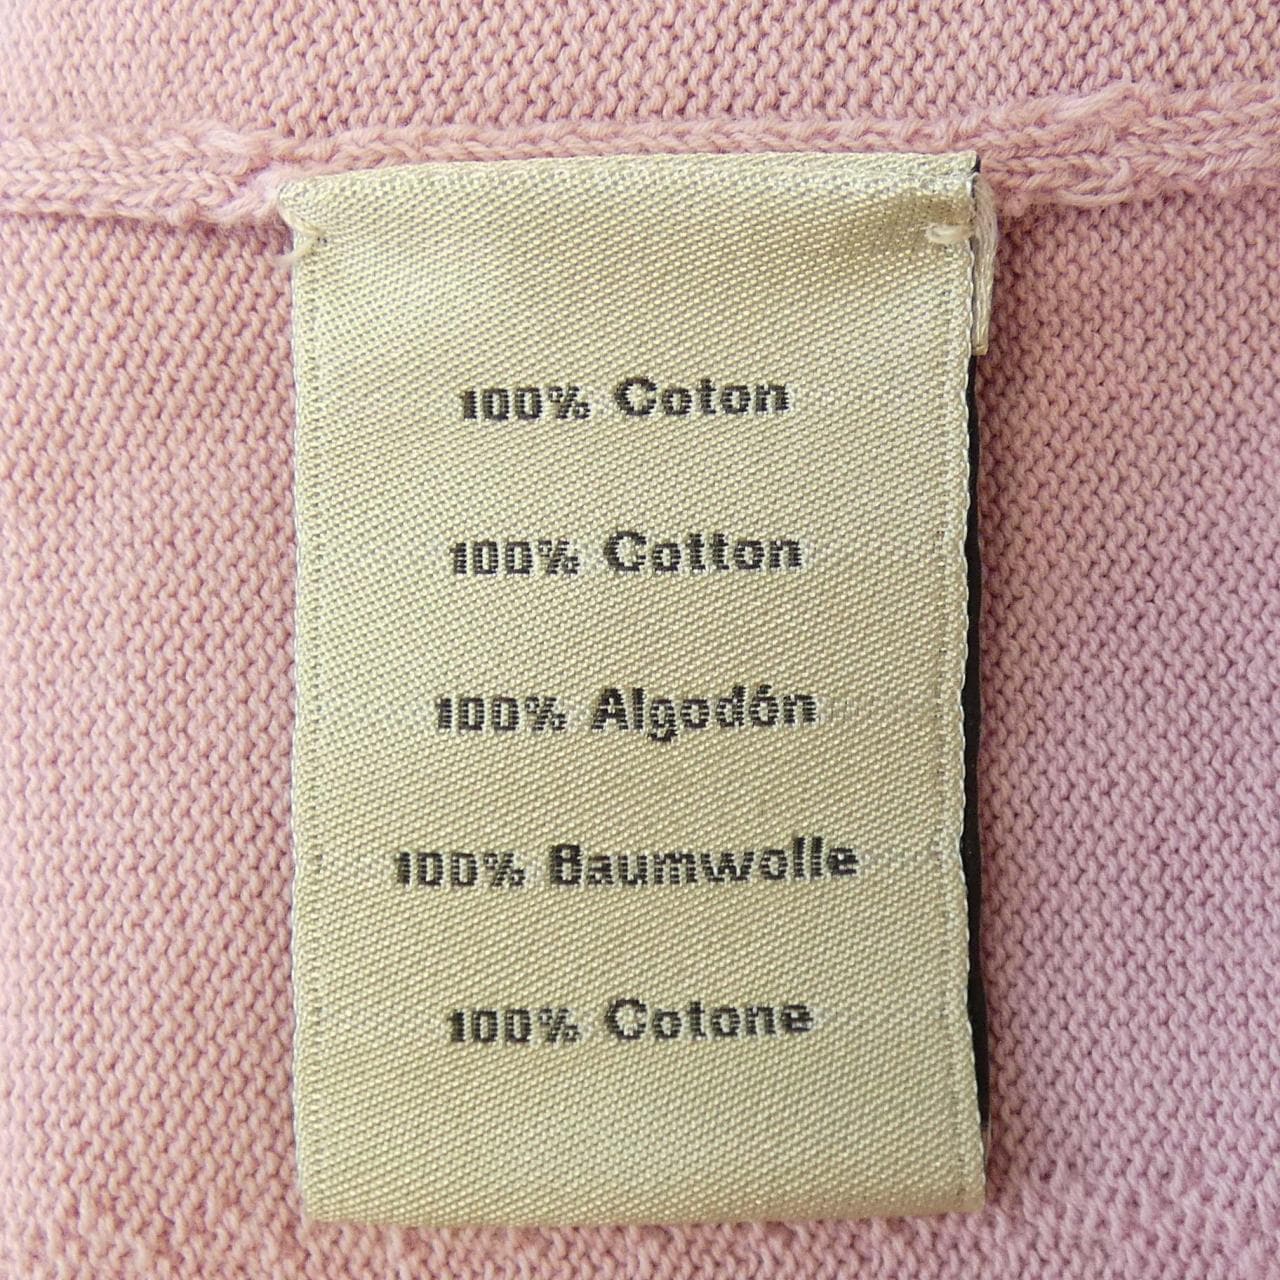 100% Coton
100% Cotton
100% Algodón
100% Baumwolle
100% Cotone